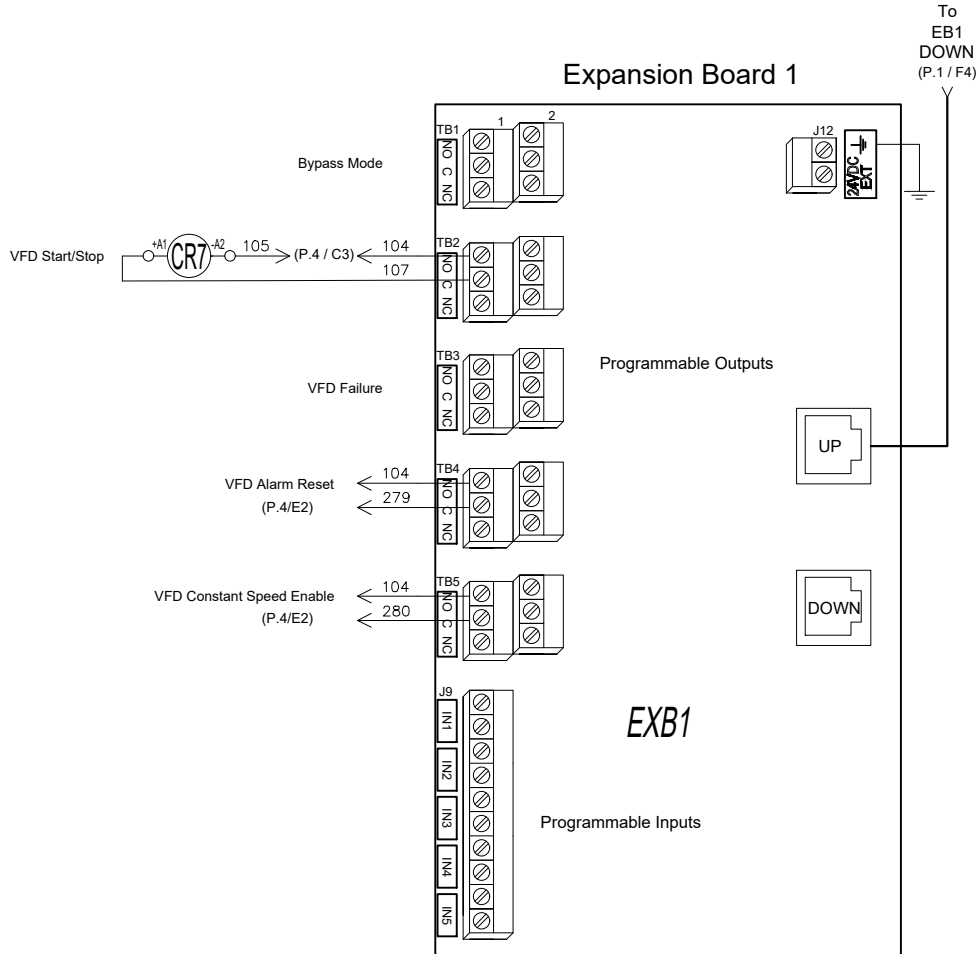 To
EB1
DOWN
(P.1 / F4)
Expansion Board 1
TB1
1
2
J12
NO C NC
Bypass Mode
24VDC
EXT
VFD Start/Stop
+A1
CR7
-A2
105
(P.4 / C3)
104
107
TB2
NO C NC
TB3
NO C NC
VFD Failure
Programmable Outputs
UP
TB4
NO C NC
VFD Alarm Reset
(P.4/E2)
104
279
TB5
NO C NC
VFD Constant Speed Enable
(P.4/E2)
104
280
DOWN
J9
IN1
IN2
IN3
IN4
IN5
EXB1
Programmable Inputs